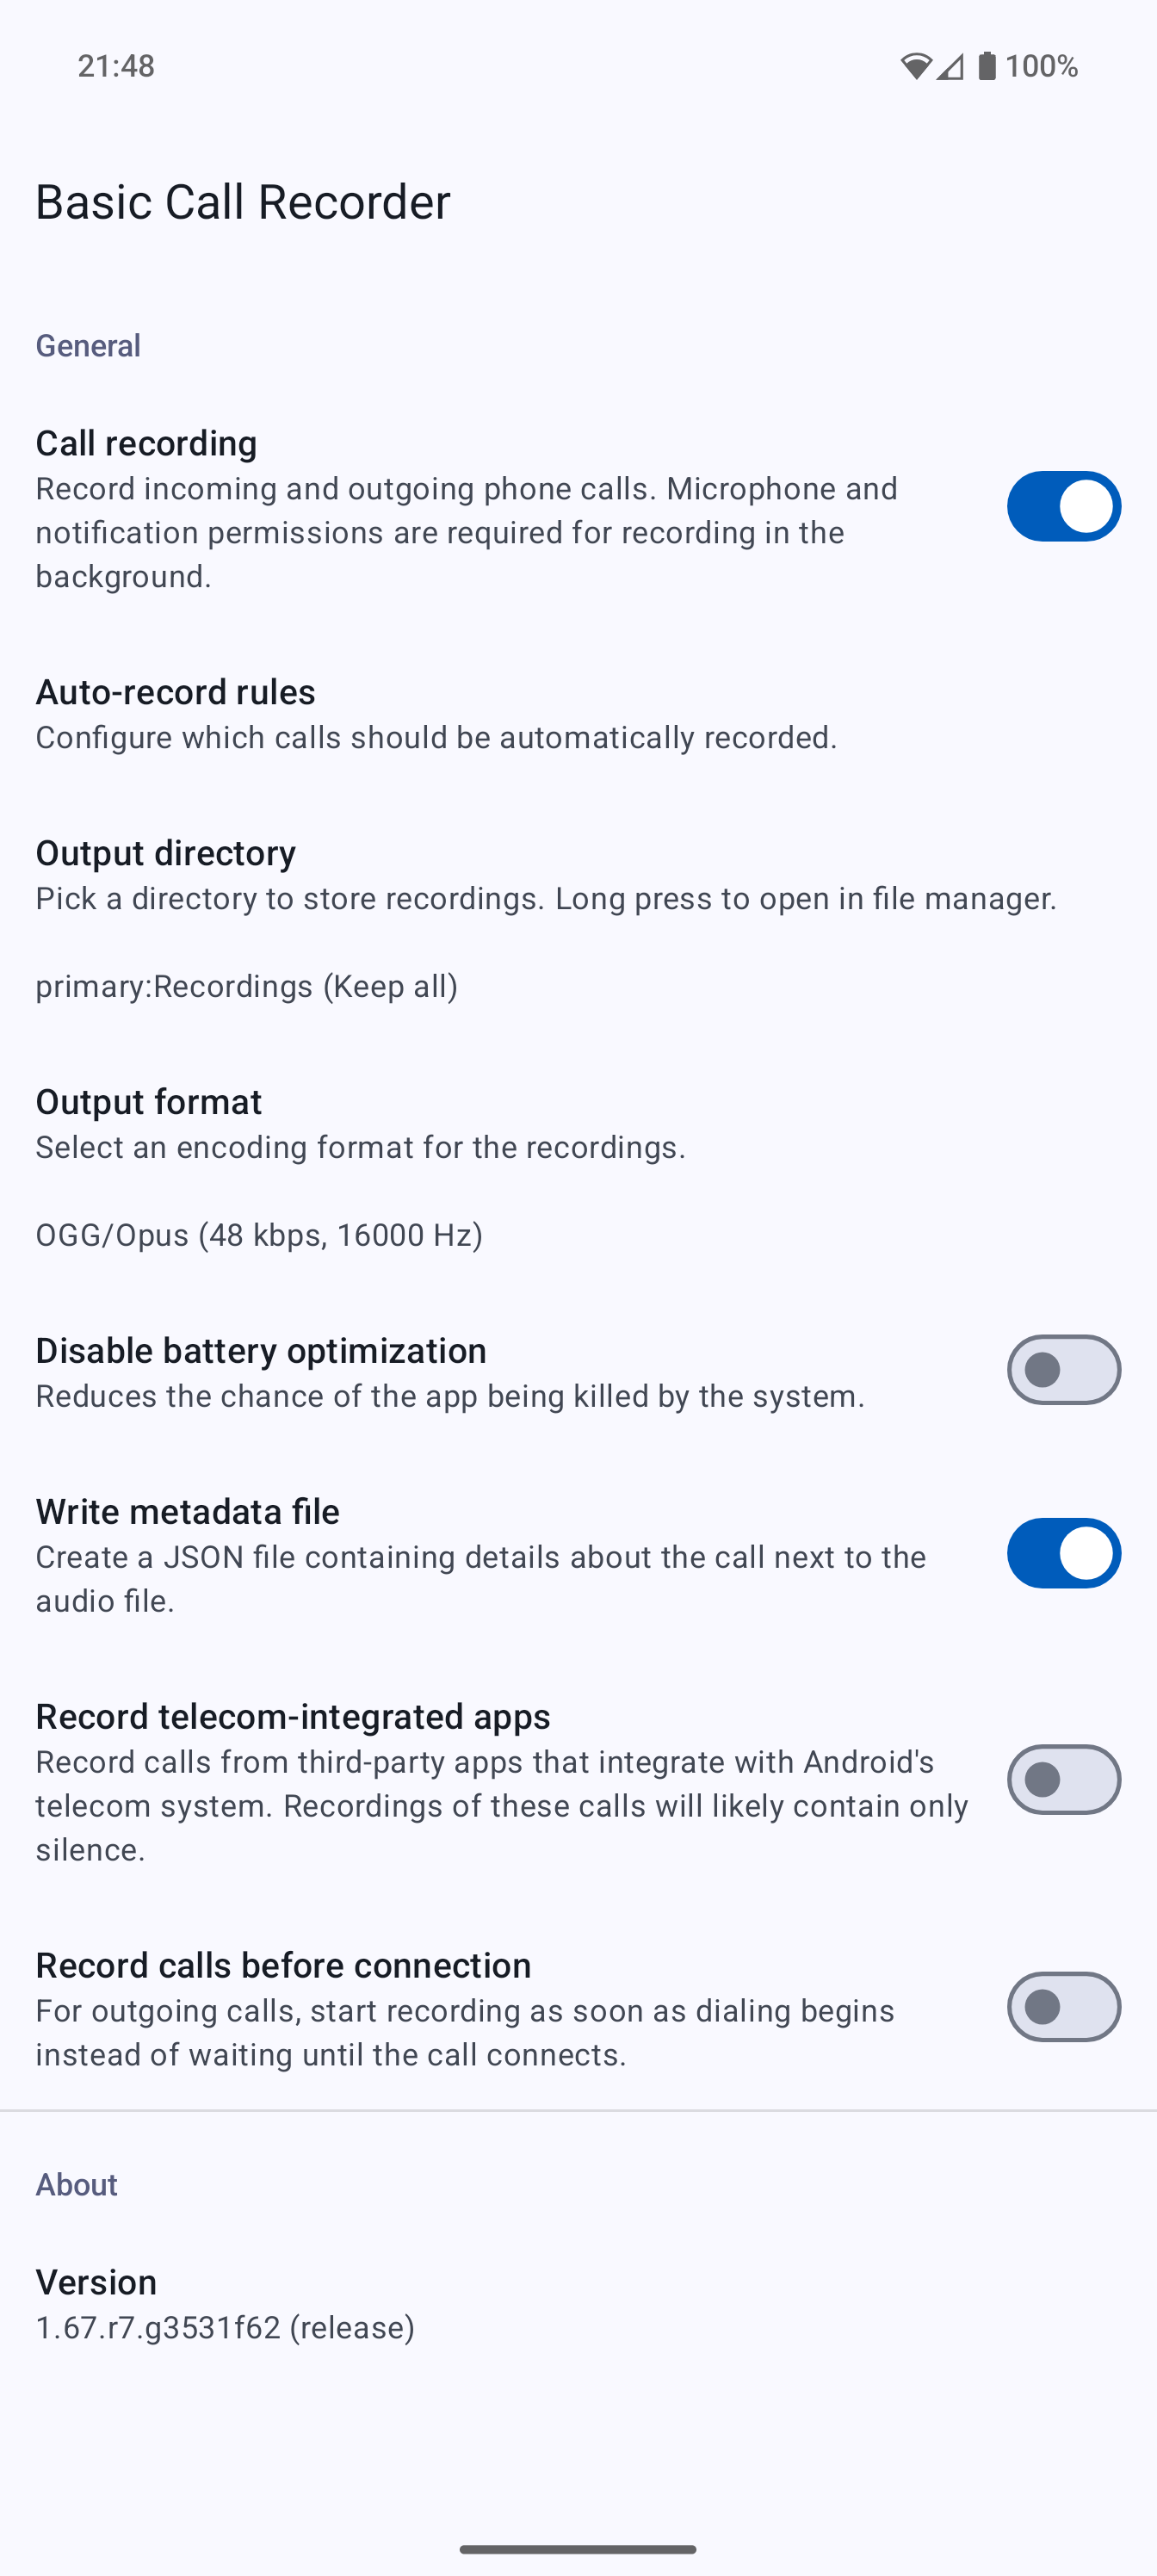 21:48
100%
Basic Call Recorder
General
Call recording
Record incoming and outgoing phone calls. Microphone and
notification permissions are required for recording in the
background.
Auto-record rules
Configure which calls should be automatically recorded.
Output directory
Pick a directory to store recordings. Long press to open in file manager.
primary:Recordings (Keep all)
Output format
Select an encoding format for the recordings.
OGG/Opus (48 kbps, 16000 Hz)
Disable battery optimization
Reduces the chance of the app being killed by the system.
Write metadata file
Create a JSON file containing details about the call next to the
audio file.
Record telecom-integrated apps
Record calls from third-party apps that integrate with Android's
telecom system. Recordings of these calls will likely contain only
silence.
Record calls before connection
For outgoing calls, start recording as soon as dialing begins
instead of waiting until the call connects.
About
Version
1.67.r7.g3531f62 (release)